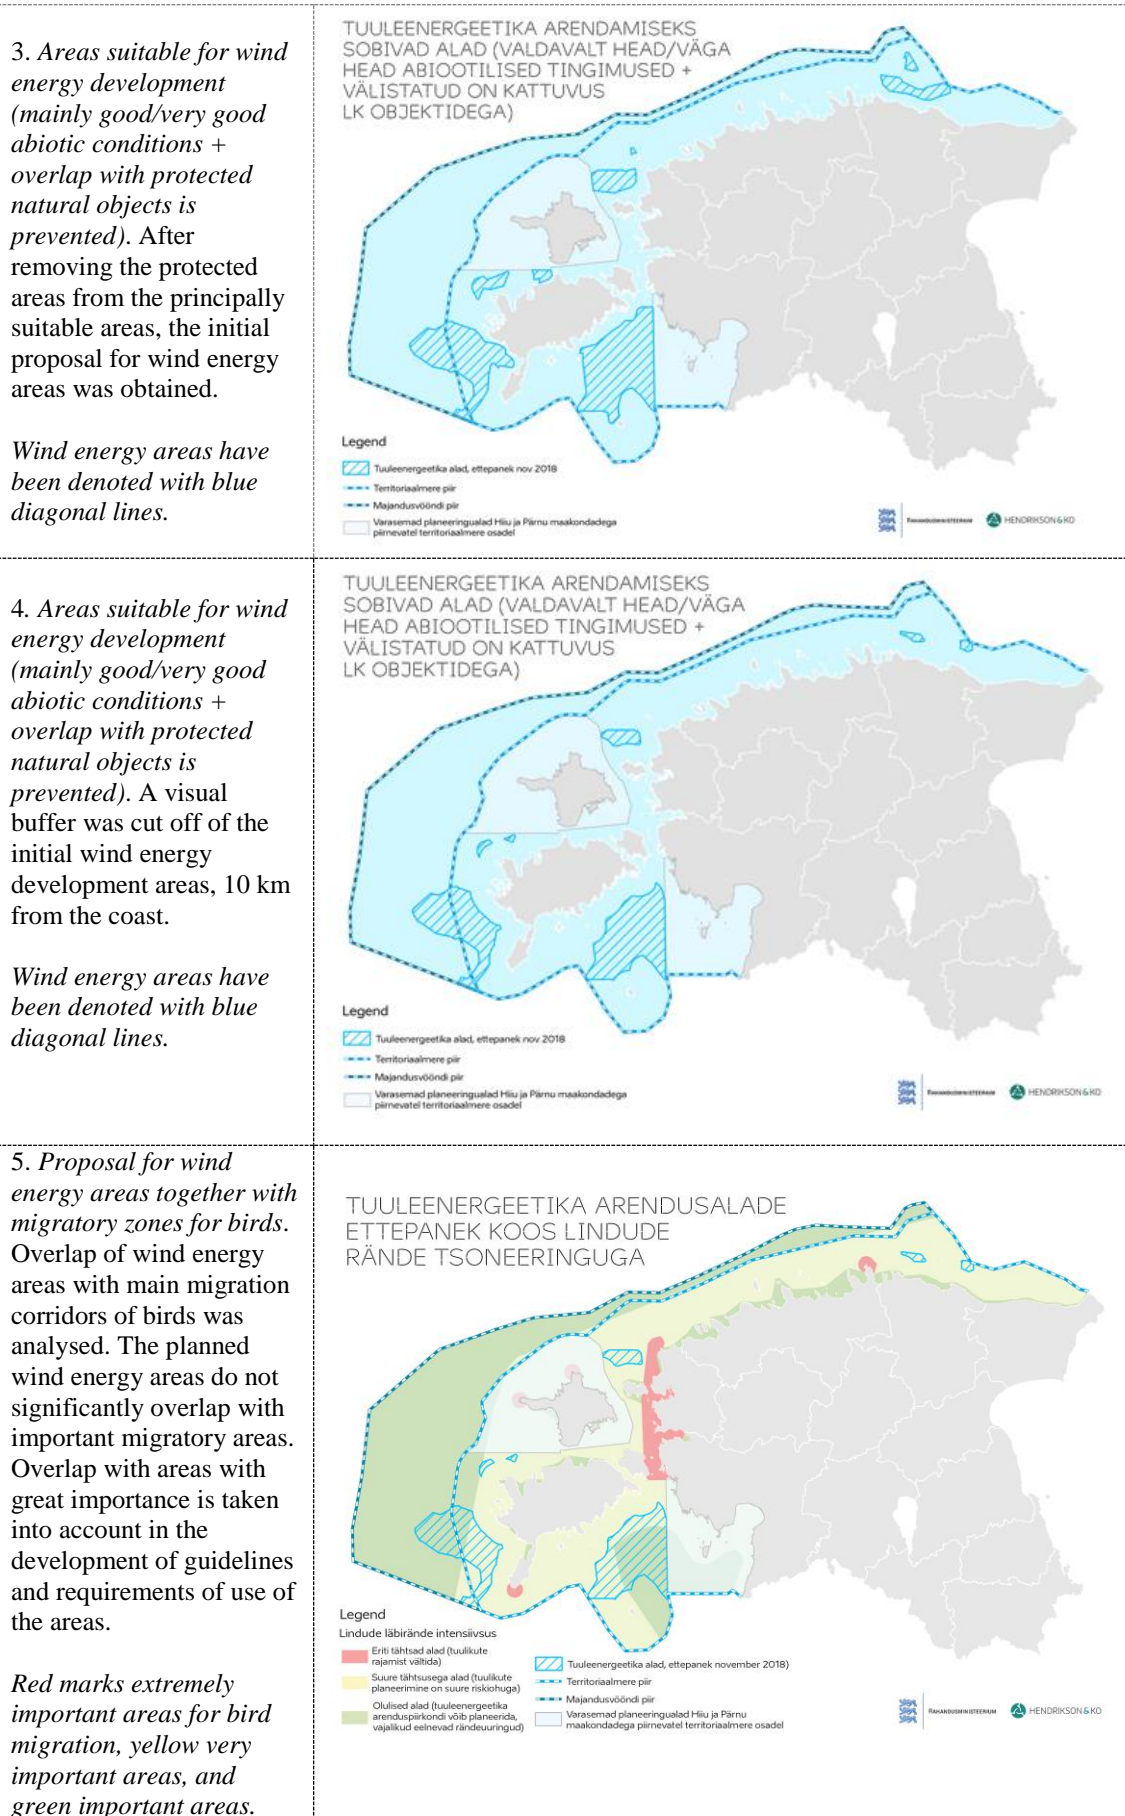 3. Areas suitable for wind
energy development
(mainly good/very good
abiotic conditions +
overlap with protected
natural objects is
prevented). After
removing the protected
areas from the principally
suitable areas, the initial
proposal for wind energy
areas was obtained.
Wind energy areas have
been denoted with blue
diagonal lines.
TUULEENERGEETIKA ARENDAMISEKS
SOBIVAD ALAD (VALDAVALT HEAD/VÄGA
HEAD ABIOOTILISED TINGIMUSED +
VÄLISTATUD ON KATTUVUS
LK OBJEKTIDEGA)
Legend
Tuuleenergeetika alad, ettepanek nov 2018
Territoriaalmere piir
Majandusvööndi piir
Varasemad planeeringualad Hiiu ja Pärnu maakondadega
piirnevatel territoriaalmere osadel
RAHANDUSMINISTEERIUM
HENDRIKSON & KO
4. Areas suitable for wind
energy development
(mainly good/very good
abiotic conditions +
overlap with protected
natural objects is
prevented). A visual
buffer was cut off of the
initial wind energy
development areas, 10 km
from the coast.
Wind energy areas have
been denoted with blue
diagonal lines.
TUULEENERGEETIKA ARENDAMISEKS
SOBIVAD ALAD (VALDAVALT HEAD/VÄGA
HEAD ABIOOTILISED TINGIMUSED +
VÄLISTATUD ON KATTUVUS
LK OBJEKTIDEGA)
Legend
Tuuleenergeetika alad, ettepanek nov 2018
Territoriaalmere piir
Majandusvööndi piir
Varasemad planeeringualad Hiiu ja Pärnu maakondadega
piirnevatel territoriaalmere osadel
RAHANDUSMINISTEERIUM
HENDRIKSON & KO
5. Proposal for wind
energy areas together with
migratory zones for birds.
Overlap of wind energy
areas with main migration
corridors of birds was
analysed. The planned
wind energy areas do not
significantly overlap with
important migratory areas.
Overlap with areas with
great importance is taken
into account in the
development of guidelines
and requirements of use of
the areas.
Red marks extremely
important areas for bird
migration, yellow very
important areas, and
green important areas.
TUULEENERGEETIKA ARENDUSALADE
ETTEPANEK KOOS LINDUDE
RÄNDE TSONEERINGUGA
Legend
Lindude läbirände intensiivsus
Eriti tähtsad alad (tuulikute
rajamist vältida)
Suure tähtsusega alad (tuulikute
planeerimine on suure riskiohuga)
Olulised alad (tuuleenergeetika
arenduspiirkondi võib planeerida,
vajalikud eelnevad rändeuuringud)
Tuuleenergeetika alad, ettepanek november 2018)
Territoriaalmere piir
Majandusvööndi piir
Varasemad planeeringualad Hiiu ja Pärnu
maakondadega piirnevatel territoriaalmere osadel
RAHANDUSMINISTEERIUM
HENDRIKSON & KO